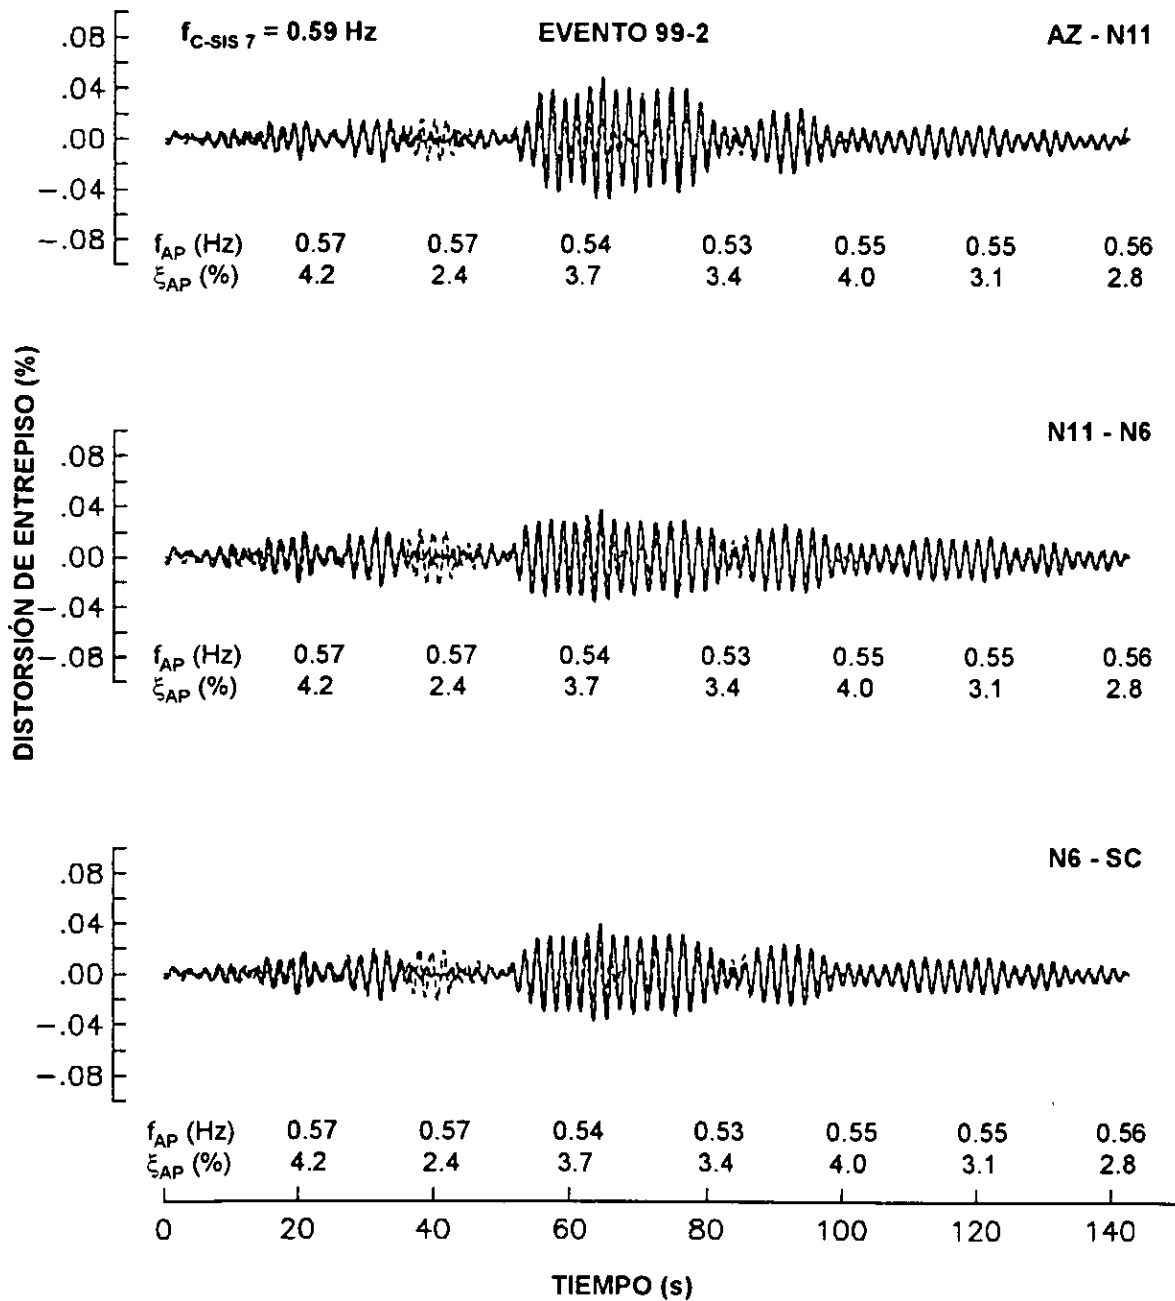 f_C-SIS 7 = 0.59 Hz EVENTO 99-2 AZ - N11
.08
.04
.00
-.04
-.08
f_AP (Hz) 0.57 0.57 0.54 0.53 0.55 0.55 0.56
ξ_AP (%) 4.2 2.4 3.7 3.4 4.0 3.1 2.8
DISTORSIÓN DE ENTREPISO (%)
N11 - N6
.08
.04
.00
-.04
-.08
f_AP (Hz) 0.57 0.57 0.54 0.53 0.55 0.55 0.56
ξ_AP (%) 4.2 2.4 3.7 3.4 4.0 3.1 2.8
N6 - SC
.08
.04
.00
-.04
-.08
f_AP (Hz) 0.57 0.57 0.54 0.53 0.55 0.55 0.56
ξ_AP (%) 4.2 2.4 3.7 3.4 4.0 3.1 2.8
0 20 40 60 80 100 120 140
TIEMPO (s)